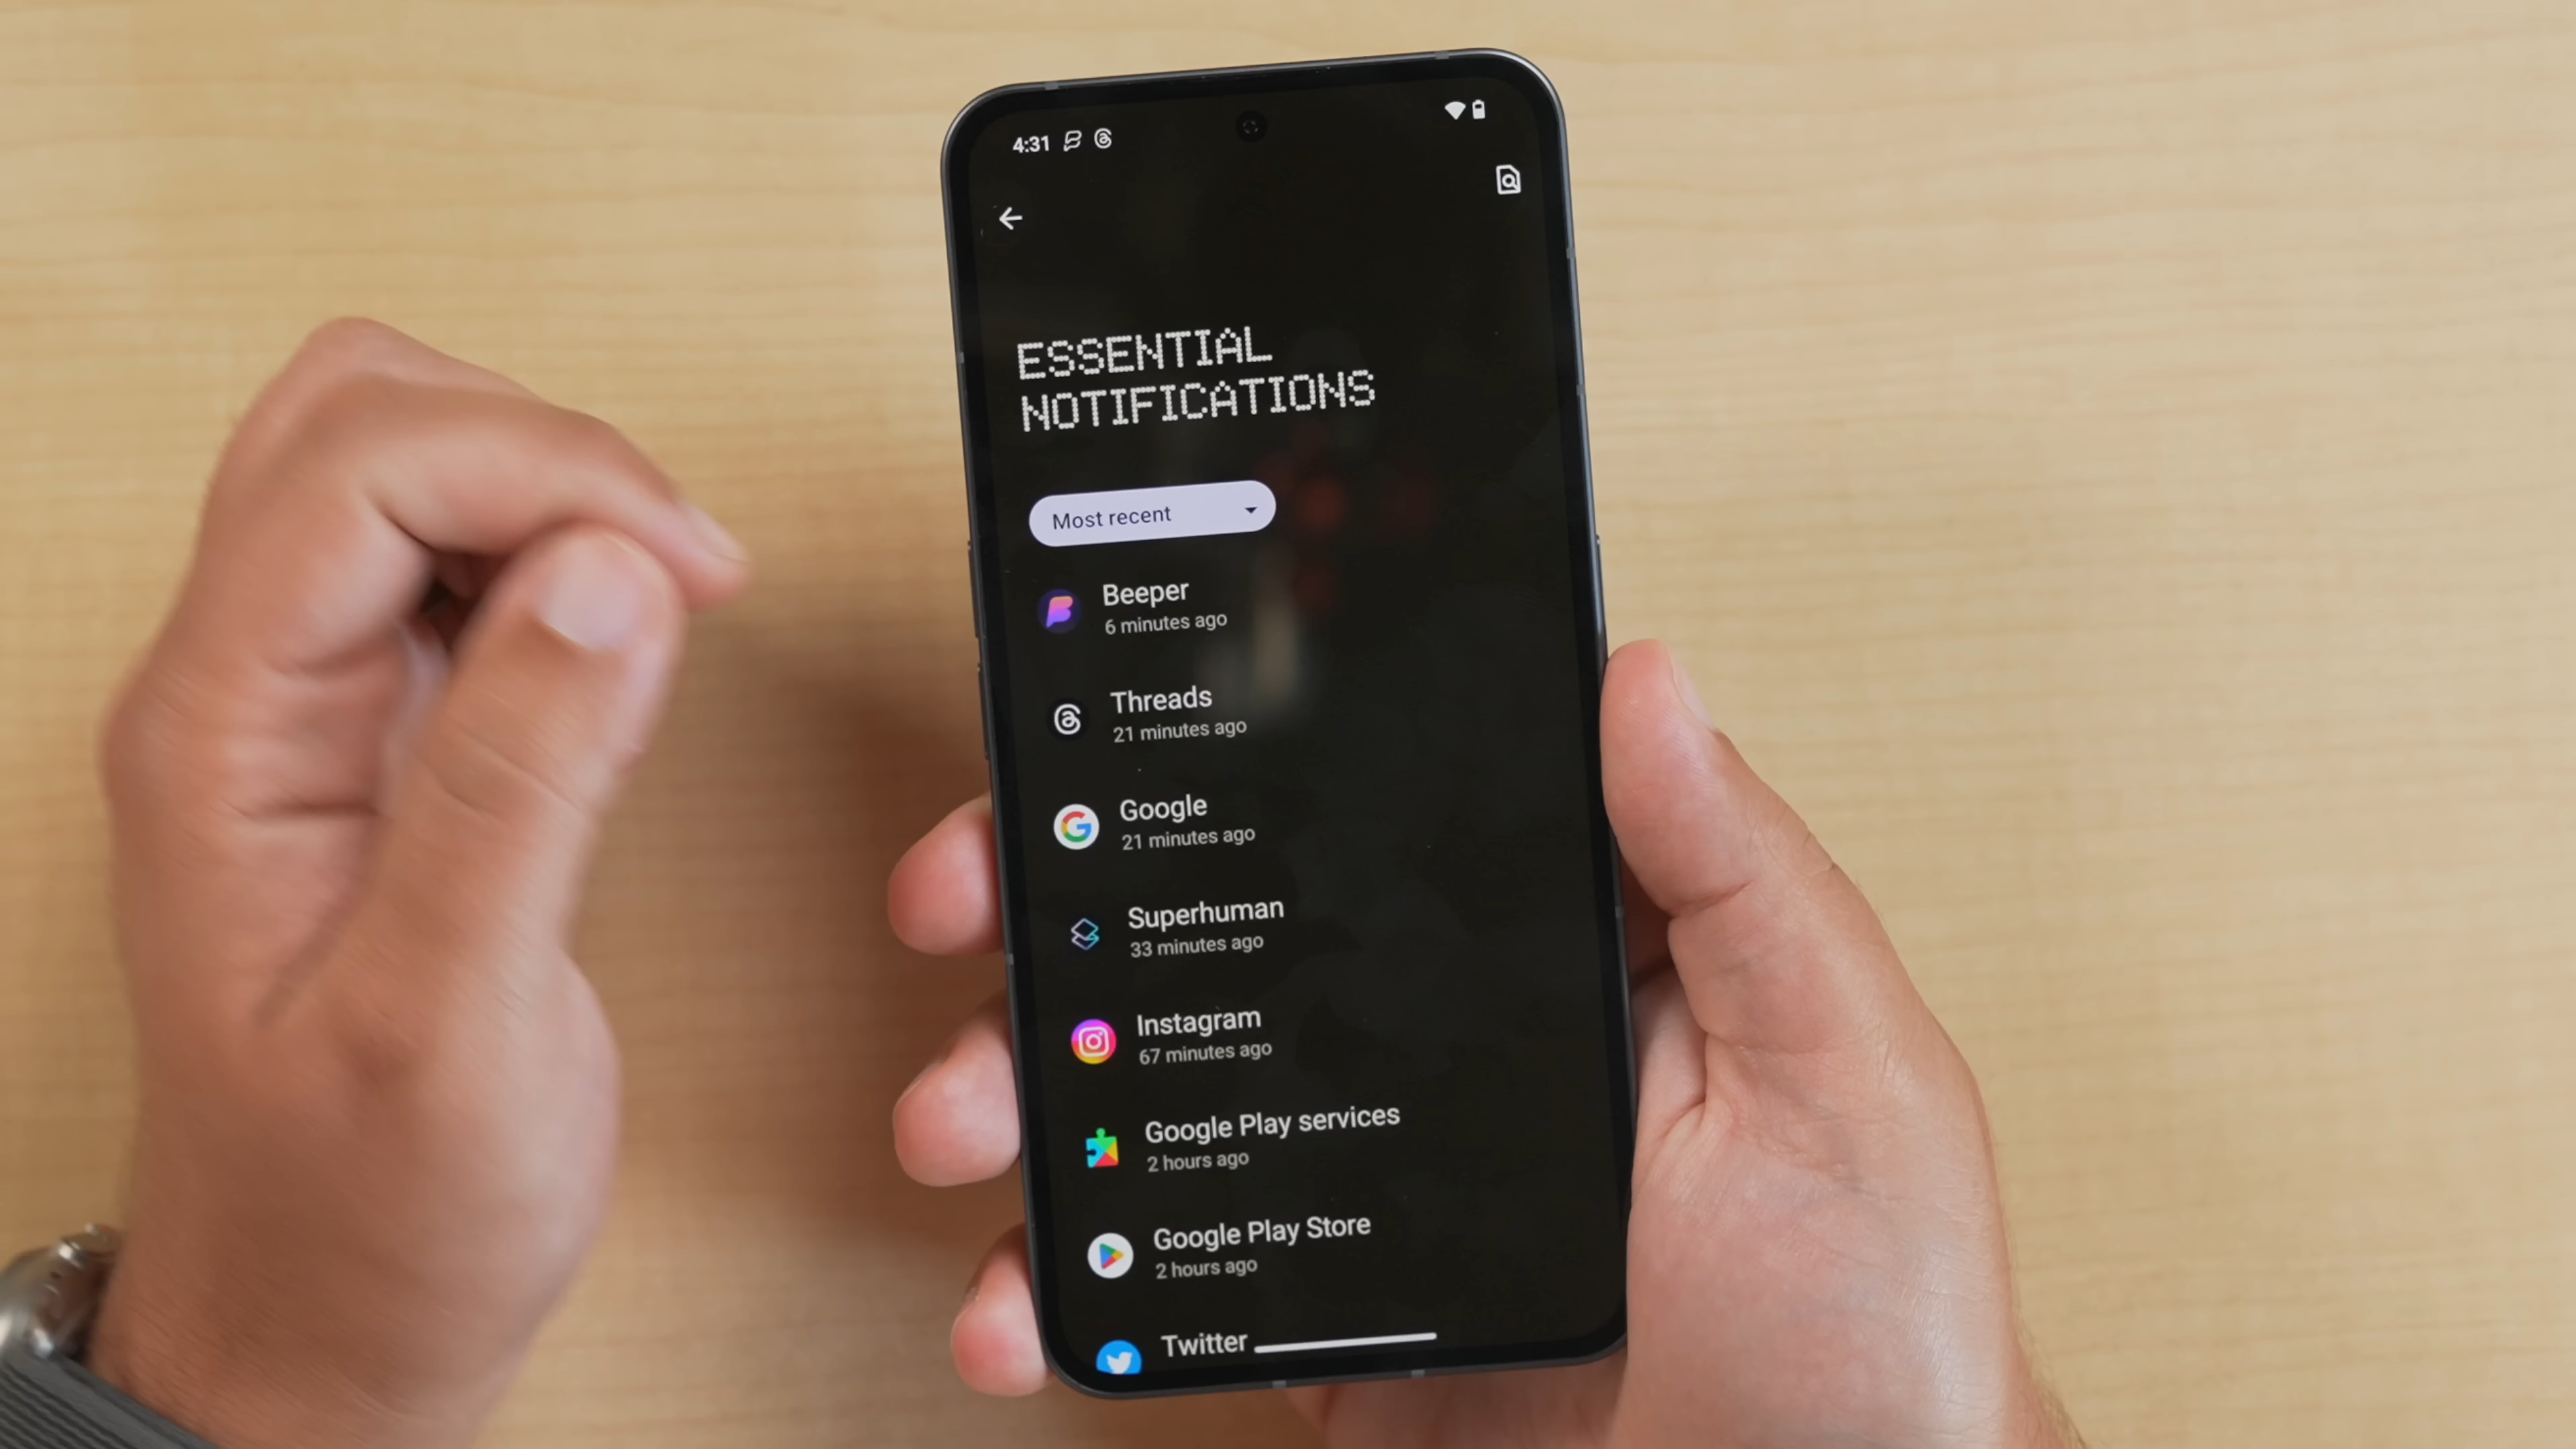 4:31
ESSENTIAL
NOTIFICATIONS
Most recent
Beeper
6 minutes ago
Threads
21 minutes ago
Google
21 minutes ago
Superhuman
33 minutes ago
Instagram
67 minutes ago
Google Play services
2 hours ago
Google Play Store
2 hours ago
Twitter